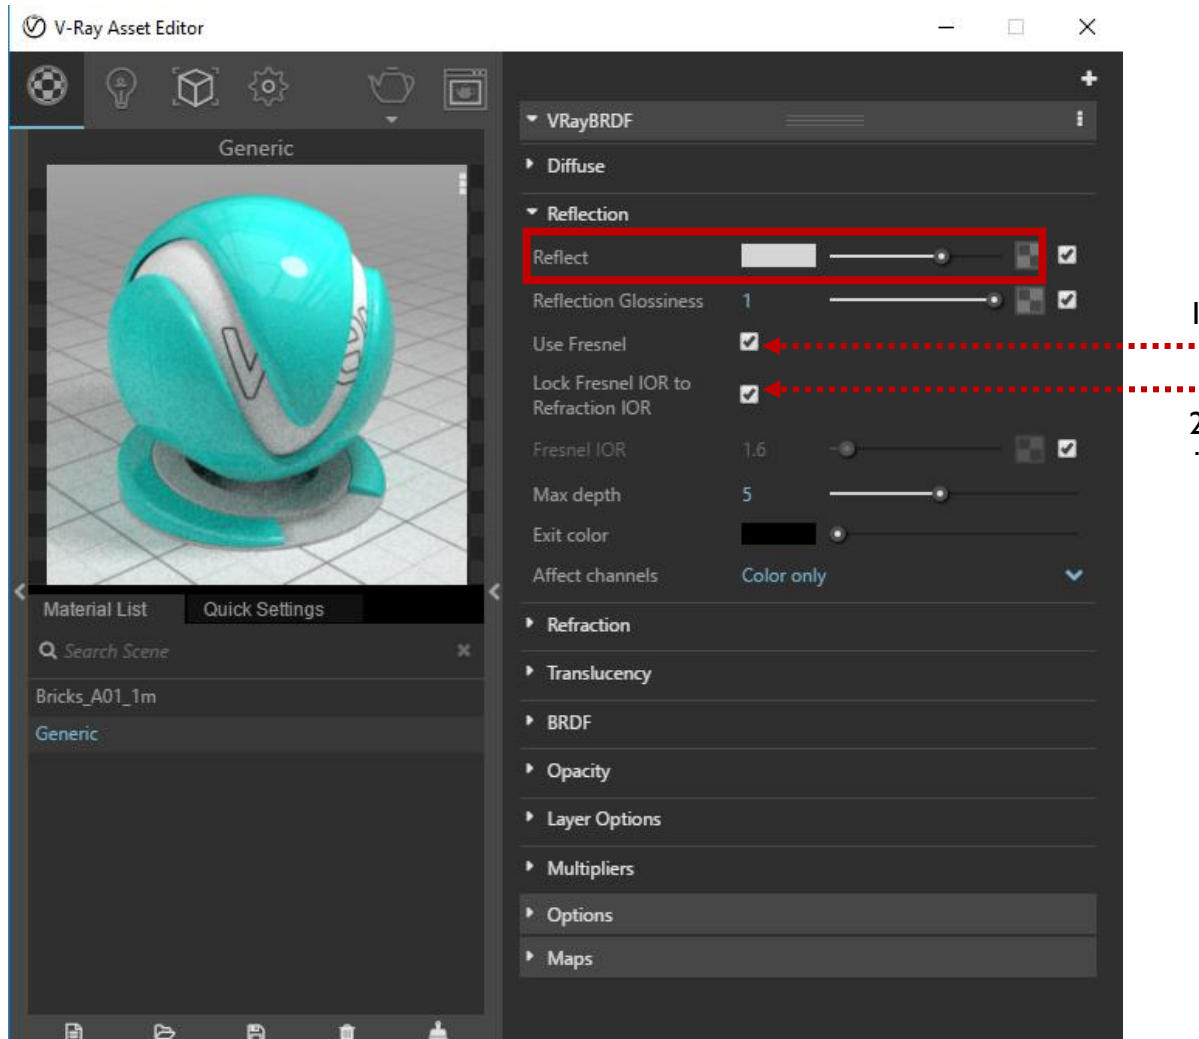 V-Ray Asset Editor
Generic
VRayBRDF
Diffuse
Reflection
Reflect
Reflection Glossiness 1
Use Fresnel
Lock Fresnel IOR to
Refraction IOR
Fresnel IOR 1.6
Max depth 5
Exit color
Affect channels Color only
Refraction
Translucency
BRDF
Opacity
Layer Options
Multipliers
Options
Maps
Material List Quick Settings
Search Scene
Bricks_A01_1m
Generic
1
2